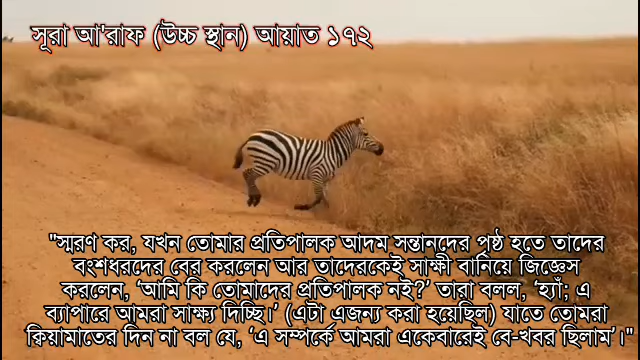 সূরা আ'রাফ (উচ্চ স্থান) আয়াত ১৭২
"স্মরণ কর, যখন তোমার প্রতিপালক আদম সন্তানদের পৃষ্ঠ হতে তাদের
বংশধরদের বের করলেন আর তাদেরকেই সাক্ষী বানিয়ে জিজ্ঞেস
করলেন, ‘আমি কি তোমাদের প্রতিপালক নই?’ তারা বলল, ‘হ্যাঁ; এ
ব্যাপারে আমরা সাক্ষ্য দিচ্ছি।’ (এটা এজন্য করা হয়েছিল) যাতে তোমরা
ক্বিয়ামাতের দিন না বল যে, ‘এ সম্পর্কে আমরা একেবারেই বে-খবর ছিলাম’।"